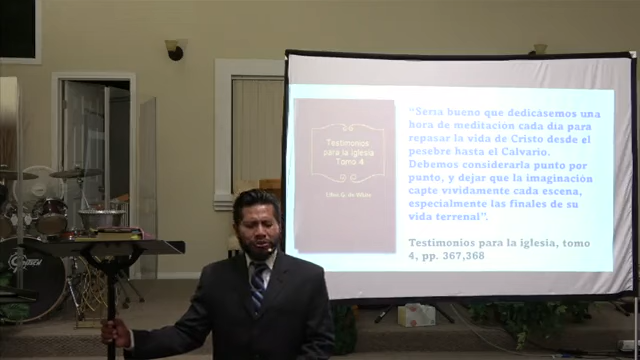 Testimonios
para la iglesia
Tomo 4
"Sería bueno que dedicásemos una
hora de meditación cada día para
repasar la vida de Cristo desde el
pesebre hasta el Calvario.
Debemos considerarla punto por
punto, y dejar que la imaginación
capte vívidamente cada escena,
especialmente las finales de su
vida terrenal".
Testimonios para la iglesia, tomo
4, pp. 367,368